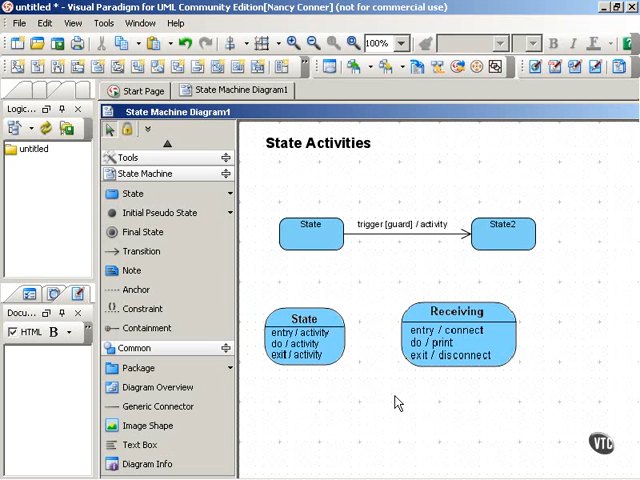 untitled * - Visual Paradigm for UML Community Edition[Nancy Conner] (not for commercial use)
File Edit View Tools Window Help
100%
B I
Start Page
State Machine Diagram1
Logic...
untitled
Docu...
HTML B
State Machine Diagram1
Tools
State Machine
State
Initial Pseudo State
Final State
Transition
Note
Anchor
Constraint
Containment
Common
Package
Diagram Overview
Generic Connector
Image Shape
Text Box
Diagram Info
State Activities
State
trigger [guard] / activity
State2
State
entry / activity
do / activity
exit / activity
Receiving
entry / connect
do / print
exit / disconnect
VTC